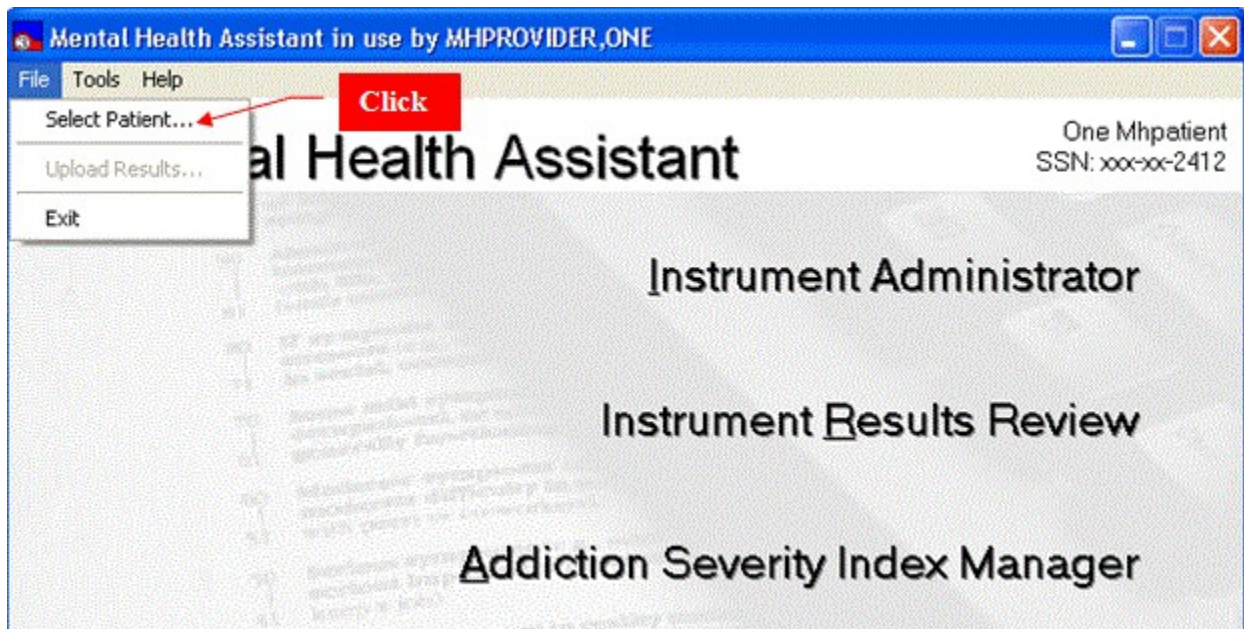 Mental Health Assistant in use by MHPROVIDER,ONE
File Tools Help
Click
Select Patient...
Upload Results...
Exit
al Health Assistant
One Mhpatient
SSN: xxx-xx-2412
Instrument Administrator
Instrument Results Review
Addiction Severity Index Manager